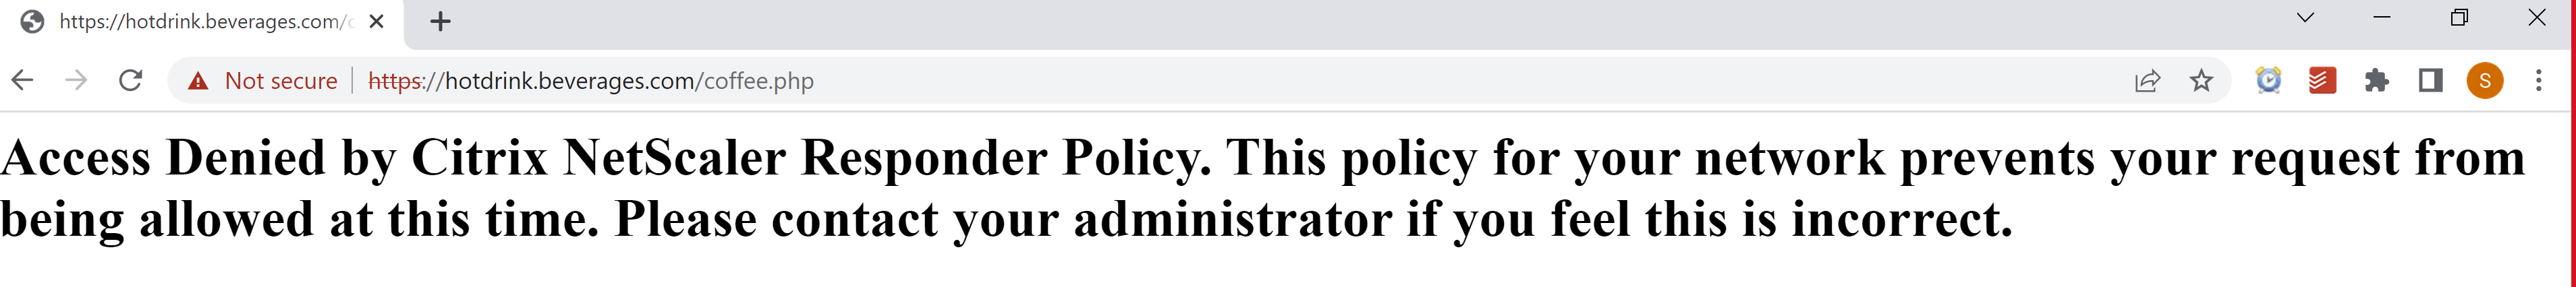 https://hotdrink.beverages.com/c
Not secure https://hotdrink.beverages.com/coffee.php
S
Access Denied by Citrix NetScaler Responder Policy. This policy for your network prevents your request from
being allowed at this time. Please contact your administrator if you feel this is incorrect.